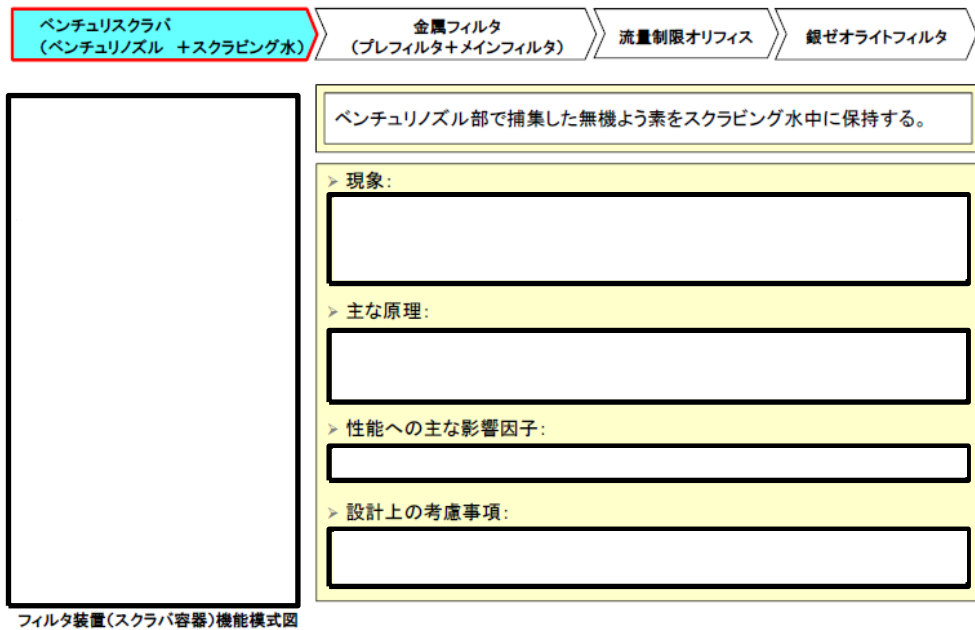 ベンチュリスクラバ
（ベンチュリノズル　＋スクラビング水）
金属フィルタ
（プレフィルタ＋メインフィルタ）
流量制限オリフィス
銀ゼオライトフィルタ
ベンチュリノズル部で捕集した無機よう素をスクラビング水中に保持する。
➢ 現象：
➢ 主な原理：
➢ 性能への主な影響因子：
➢ 設計上の考慮事項：
フィルタ装置（スクラバ容器）機能模式図